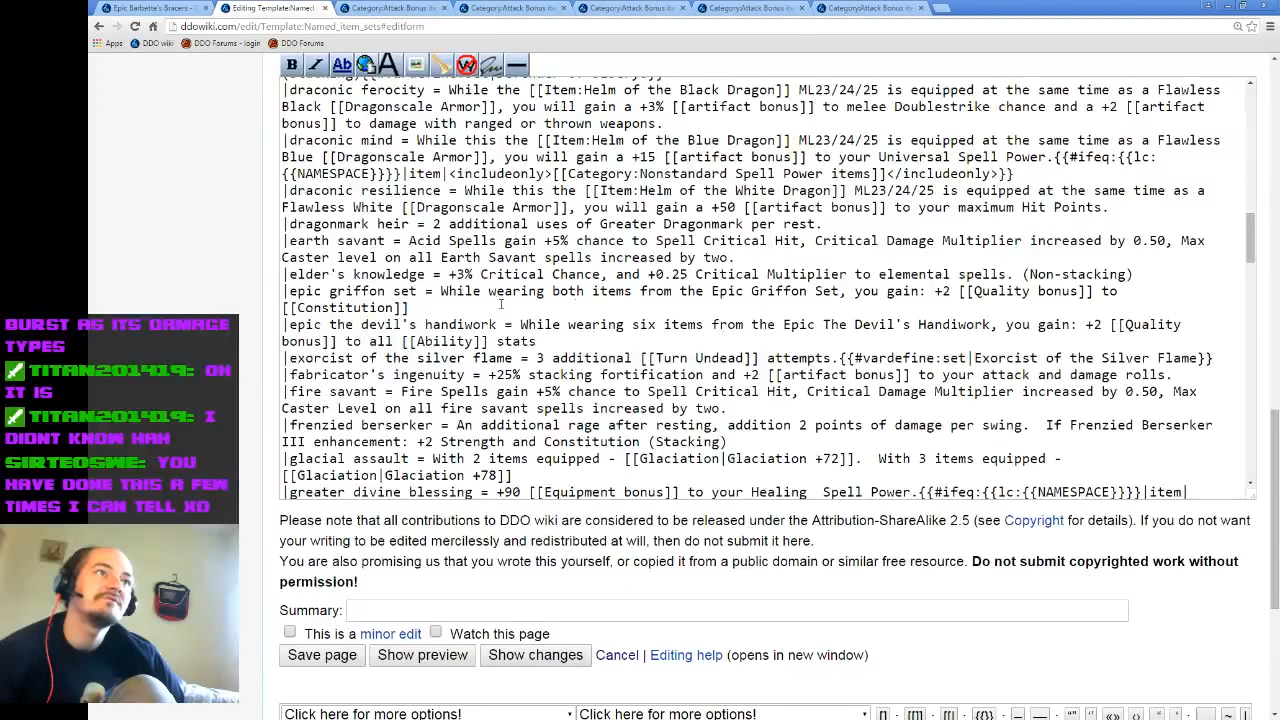 Epic Barbette's Bracers - D
Editing Template:Named
Category:Attack Bonus ite
Category:Attack Bonus ite
Category:Attack Bonus ite
Category:Attack Bonus ite
Category:Attack Bonus ite
ddowiki.com/edit/Template:Named_item_sets#editform
Apps DDO wiki DDO Forums - login DDO Forums
|draconic ferocity = While the [[Item:Helm of the Black Dragon]] ML23/24/25 is equipped at the same time as a Flawless
Black [[Dragonscale Armor]], you will gain a +3% [[artifact bonus]] to melee Doublestrike chance and a +2 [[artifact
bonus]] to damage with ranged or thrown weapons.
|draconic mind = While this the [[Item:Helm of the Blue Dragon]] ML23/24/25 is equipped at the same time as a Flawless
Blue [[Dragonscale Armor]], you will gain a +15 [[artifact bonus]] to your Universal Spell Power.{{#ifeq:{{lc:
{{NAMESPACE}}}}|item|<includeonly>[[Category:Nonstandard Spell Power items]]</includeonly>}}
|draconic resilience = While this the [[Item:Helm of the White Dragon]] ML23/24/25 is equipped at the same time as a
Flawless White [[Dragonscale Armor]], you will gain a +50 [[artifact bonus]] to your maximum Hit Points.
|dragonmark heir = 2 additional uses of Greater Dragonmark per rest.
|earth savant = Acid Spells gain +5% chance to Spell Critical Hit, Critical Damage Multiplier increased by 0.50, Max
Caster level on all Earth Savant spells increased by two.
|elder's knowledge = +3% Critical Chance, and +0.25 Critical Multiplier to elemental spells. (Non-stacking)
|epic griffon set = While wearing both items from the Epic Griffon Set, you gain: +2 [[Quality bonus]] to
[[Constitution]]
|epic the devil's handiwork = While wearing six items from the Epic The Devil's Handiwork, you gain: +2 [[Quality
bonus]] to all [[Ability]] stats
|exorcist of the silver flame = 3 additional [[Turn Undead]] attempts.{{#vardefine:set|Exorcist of the Silver Flame}}
|fabricator's ingenuity = +25% stacking fortification and +2 [[artifact bonus]] to your attack and damage rolls.
|fire savant = Fire Spells gain +5% chance to Spell Critical Hit, Critical Damage Multiplier increased by 0.50, Max
Caster Level on all fire savant spells increased by two.
|frenzied berserker = An additional rage after resting, addition 2 points of damage per swing.  If Frenzied Berserker
III enhancement: +2 Strength and Constitution (Stacking)
|glacial assault = With 2 items equipped - [[Glaciation|Glaciation +72]].  With 3 items equipped -
[[Glaciation|Glaciation +78]]
|greater divine blessing = +90 [[Equipment bonus]] to your Healing  Spell Power.{{#ifeq:{{lc:{{NAMESPACE}}}}|item|
BURST AS ITS DAMAGE
TYPES
TITAN201419: OH
IT IS
TITAN201419: I
DIDNT KNOW HAH
SIRTEOSWE: YOU
HAVE DONE THIS A FEW
TIMES I CAN TELL XD
Please note that all contributions to DDO wiki are considered to be released under the Attribution-ShareAlike 2.5 (see Copyright for details). If you do not want
your writing to be edited mercilessly and redistributed at will, then do not submit it here.
You are also promising us that you wrote this yourself, or copied it from a public domain or similar free resource. Do not submit copyrighted work without
permission!
Summary:
This is a minor edit Watch this page
Save page Show preview Show changes Cancel | Editing help (opens in new window)
Click here for more options! Click here for more options!